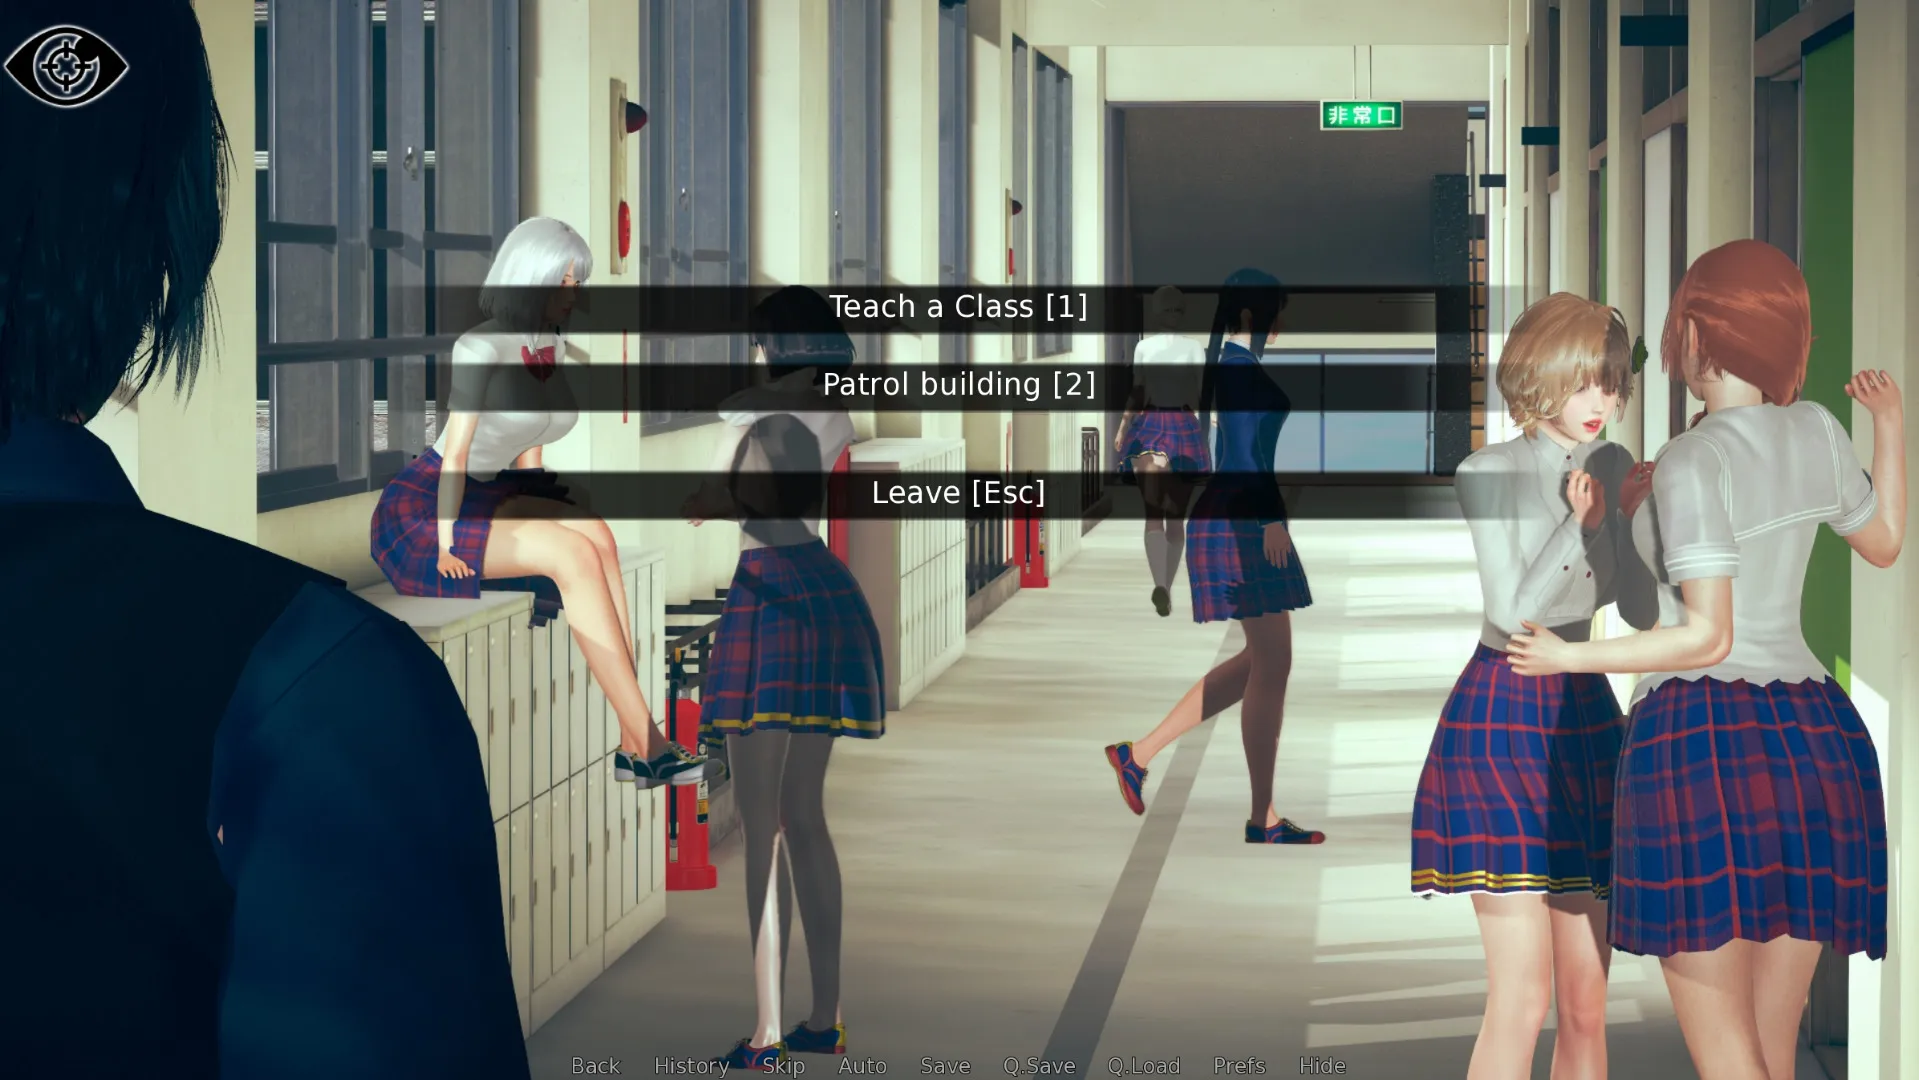 非常口
Teach a Class [1]
Patrol building [2]
Leave [Esc]
Back History Skip Auto Save Q.Save Q.Load Prefs Hide